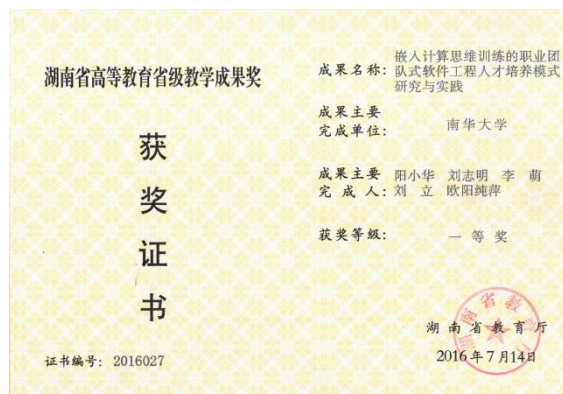 湖南省高等教育省级教学成果奖
获
奖
证
书
证书编号: 2016027
成果名称: 嵌入计算思维训练的职业团
队式软件工程人才培养模式
研究与实践
成果主要
完成单位: 南华大学
成果主要 阳小华 刘志明 李 萌
完成人: 刘 立 欧阳纯萍
获奖等级: 一等奖
湖南省教育厅
2016年7月14日
湖南省教